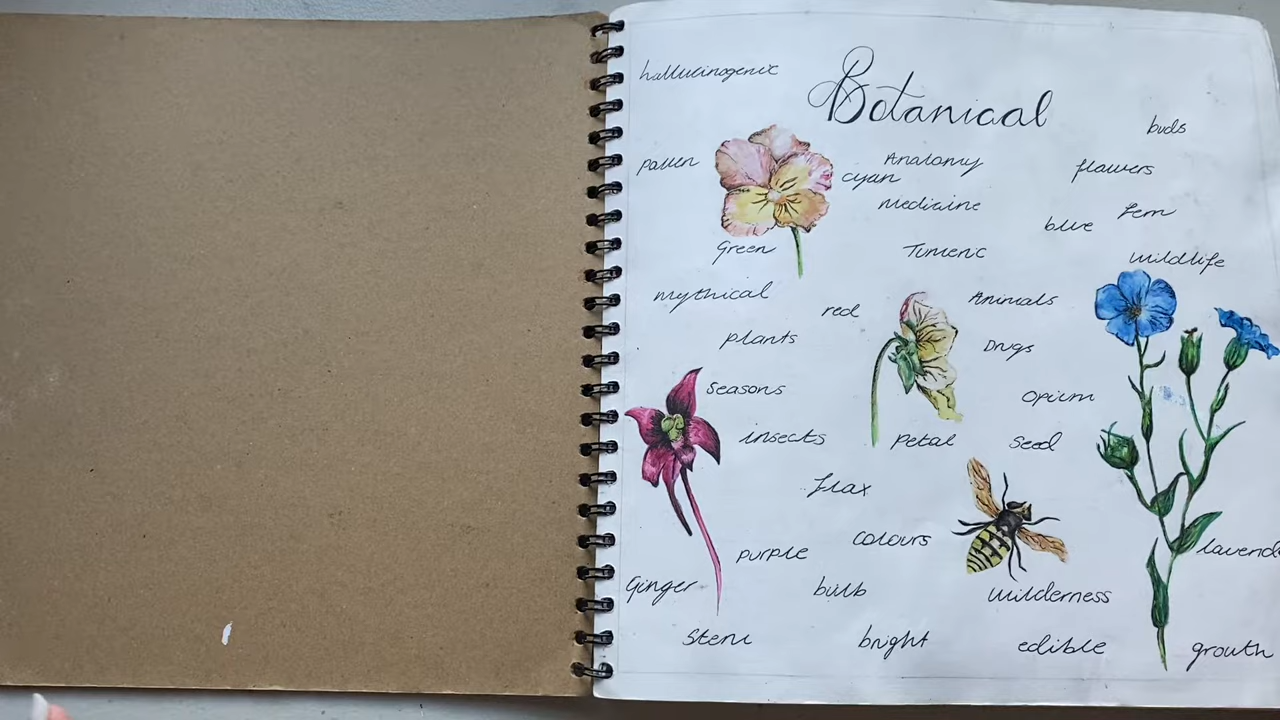 hallucinogenic
Botanical
buds
pollen
Anatomy
flowers
cyan
Medicine
fern
blue
Green
Tumeric
wildlife
mythical
red
Animals
plants
Drugs
seasons
Opium
insects
Petal
Seed
flax
colours
purple
lavend
Ginger
bulb
wilderness
Stem
bright
edible
growth